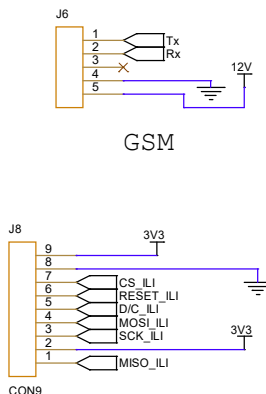 J6
1 Tx
2 Rx
3
4
5 12V
GSM
J8
9 3V3
8
7 CS_ILI
6 RESET_ILI
5 D/C_ILI
4 MOSI_ILI
3 SCK_ILI
2 3V3
1 MISO_ILI
CON9